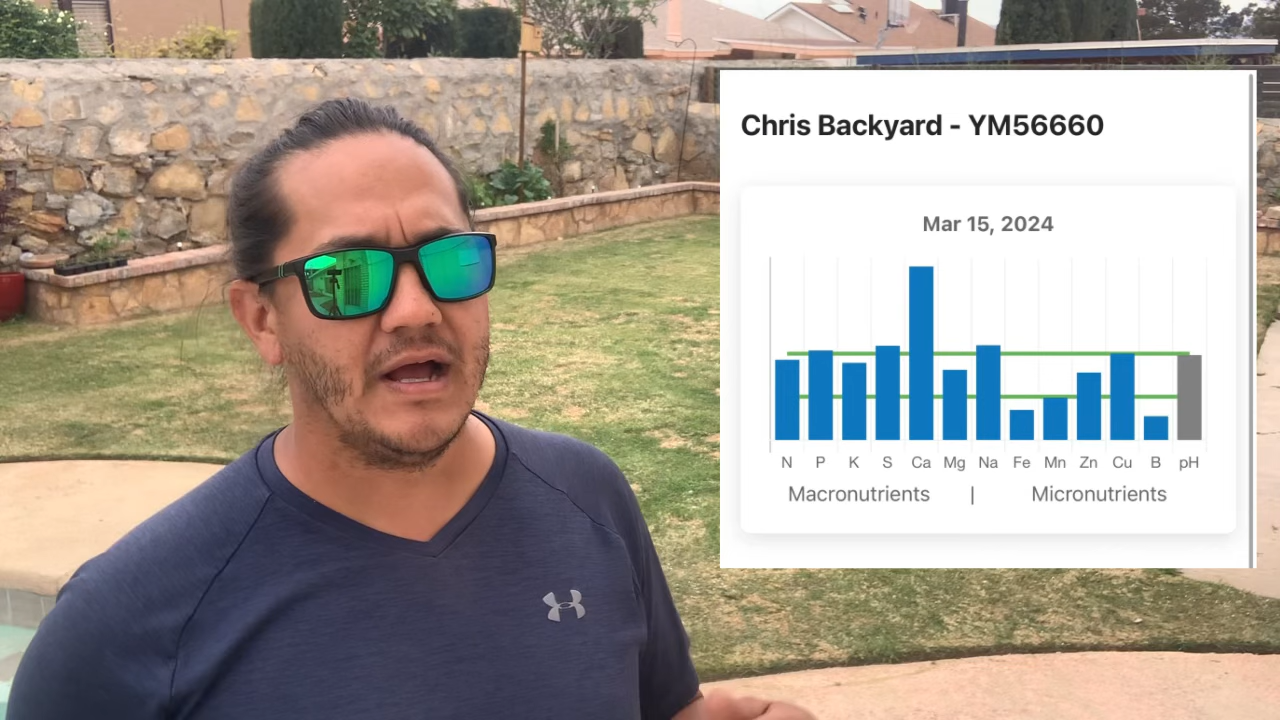 Chris Backyard - YM56660
Mar 15, 2024
N P K S Ca Mg Na Fe Mn Zn Cu B pH
Macronutrients | Micronutrients